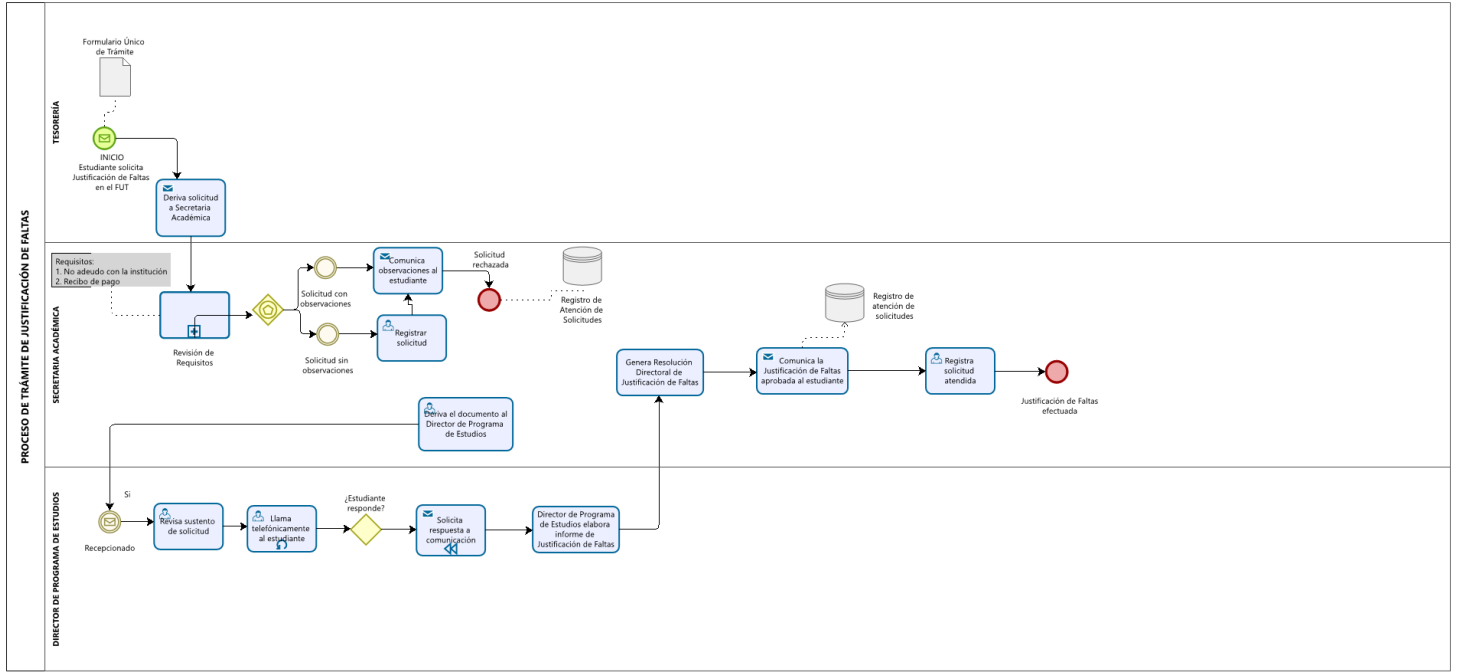 PROCESO DE TRÁMITE DE JUSTIFICACIÓN DE FALTAS
TESORERÍA
Formulario Único
de Trámite
INICIO
Estudiante solicita
Justificación de Faltas
en el FUT
Deriva solicitud
a Secretaria
Académica
SECRETARIA ACADÉMICA
Requisitos:
1. No adeudo con la institución
2. Recibo de pago
Revisión de
Requisitos
Solicitud con
observaciones
Solicitud sin
observaciones
Comunica
observaciones al
estudiante
Registrar
solicitud
Solicitud
rechazada
Registro de
Atención de
Solicitudes
Deriva el documento al
Director de Programa
de Estudios
Genera Resolución
Directoral de
Justificación de Faltas
Comunica la
Justificación de Faltas
aprobada al estudiante
Registro de
atención de
solicitudes
Registra
solicitud
atendida
Justificación de Faltas
efectuada
DIRECTOR DE PROGRAMA DE ESTUDIOS
Si
Recepcionado
Revisa sustento
de solicitud
Llama
telefónicamente
al estudiante
¿Estudiante
responde?
Solicita
respuesta a
comunicación
Director de Programa
de Estudios elabora
informe de
Justificación de Faltas